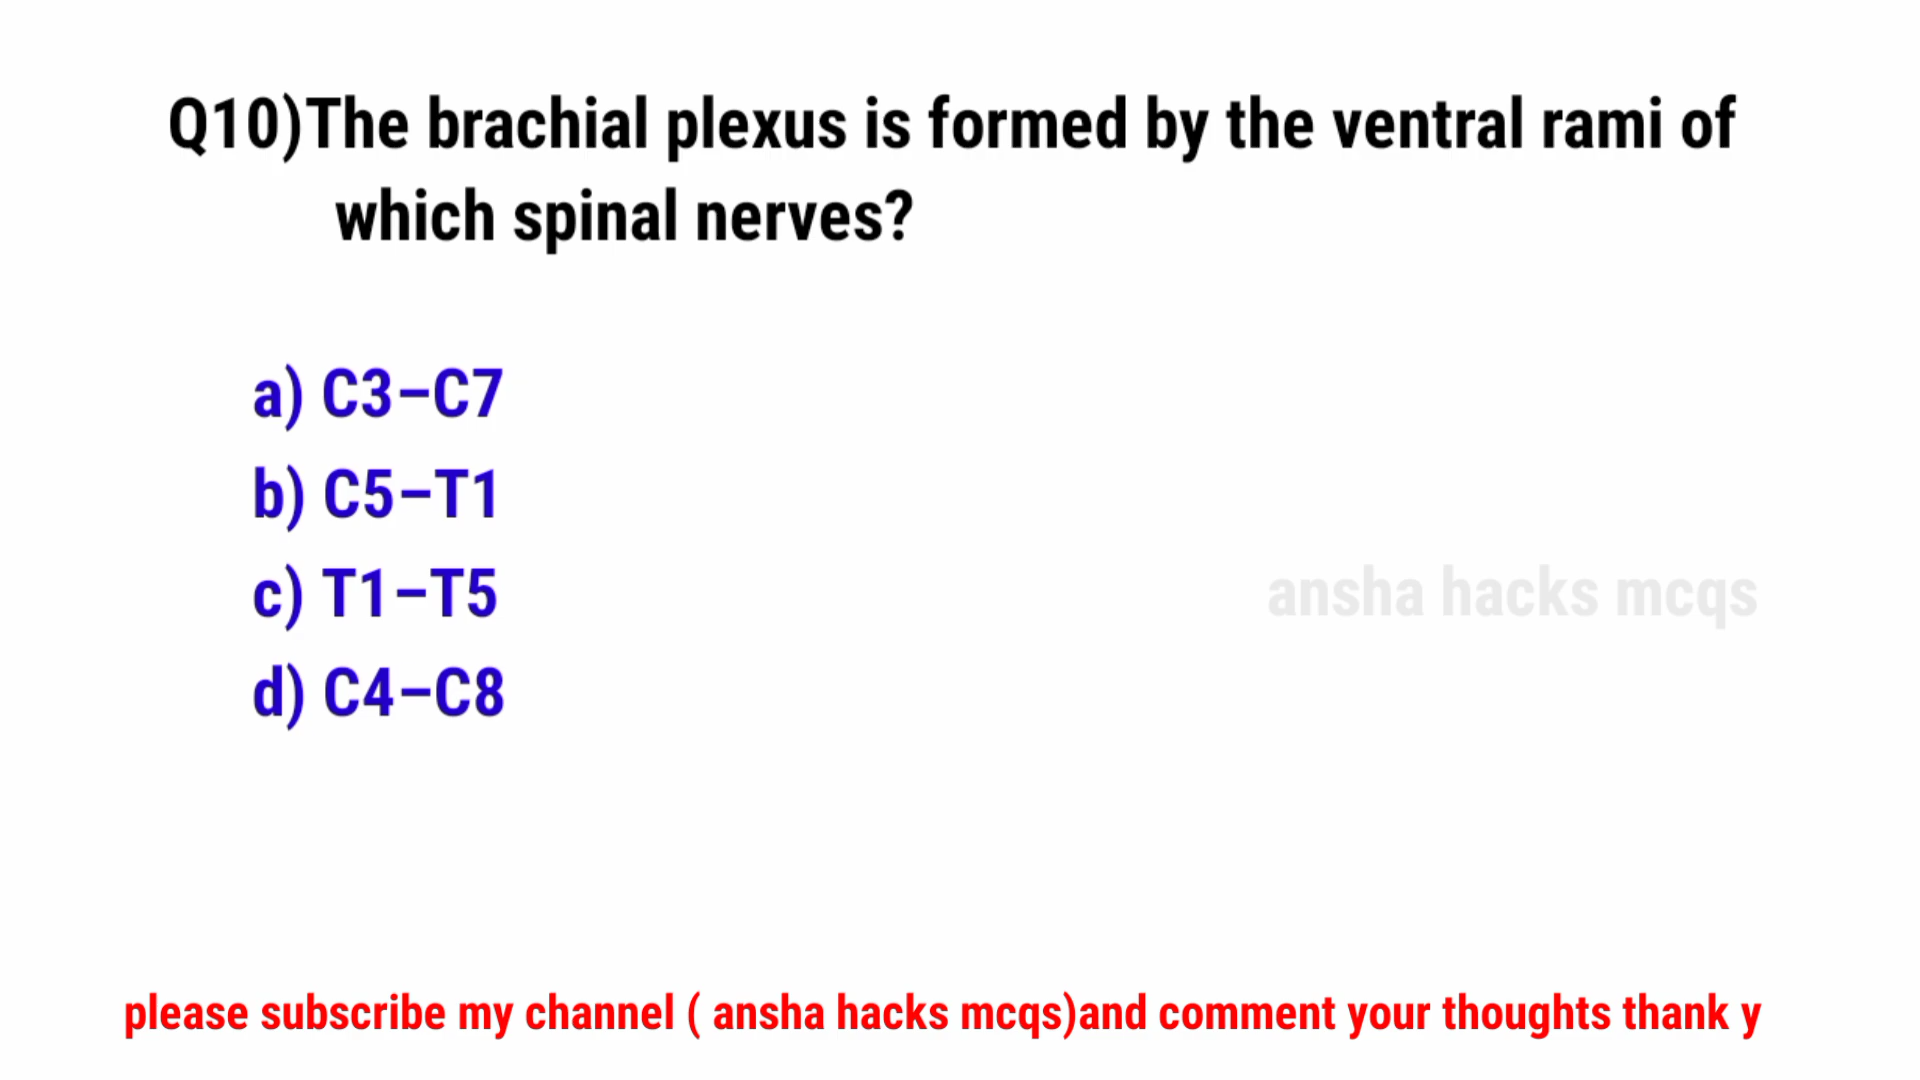 Q10)The brachial plexus is formed by the ventral rami of
which spinal nerves?
a) C3–C7
b) C5–T1
c) T1–T5
ansha hacks mcqs
d) C4–C8
please subscribe my channel ( ansha hacks mcqs)and comment your thoughts thank y